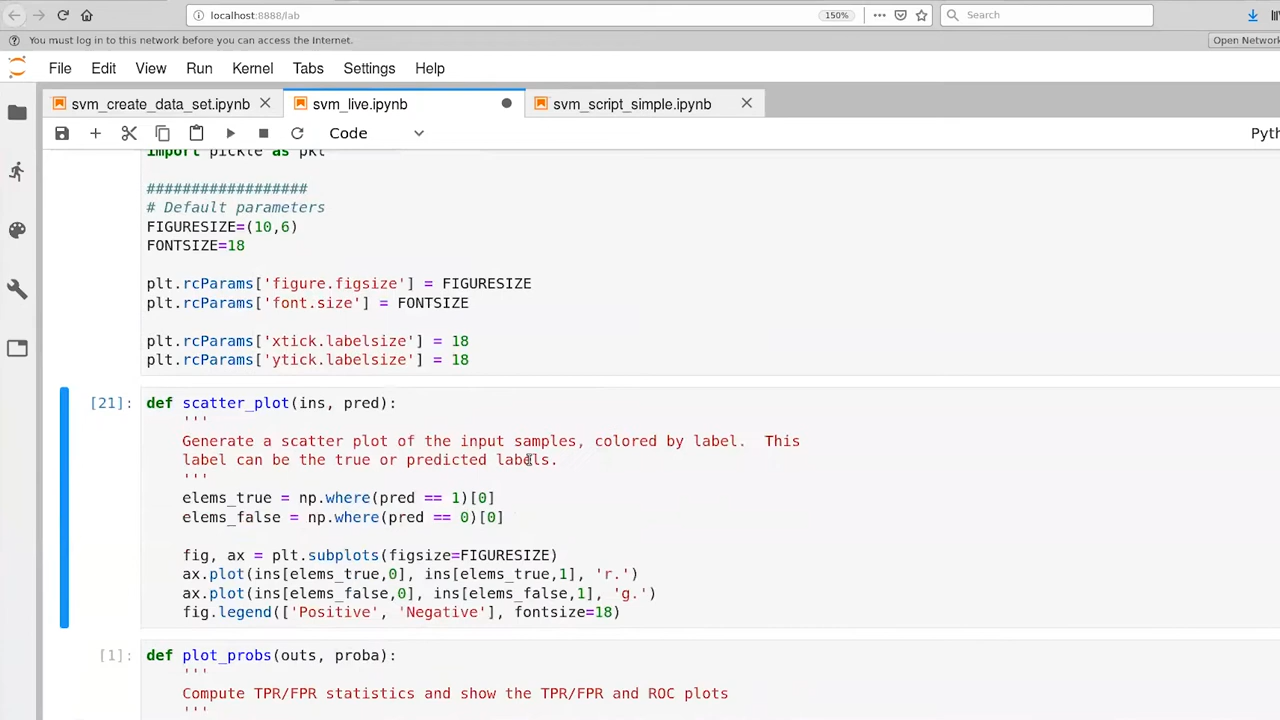 localhost:8888/lab
150%
Search
You must log in to this network before you can access the Internet.
Open Network
File Edit View Run Kernel Tabs Settings Help
svm_create_data_set.ipynb
svm_live.ipynb
svm_script_simple.ipynb
Code
Pyth
import pickle as pkl
##################
# Default parameters
FIGURESIZE=(10,6)
FONTSIZE=18
plt.rcParams['figure.figsize'] = FIGURESIZE
plt.rcParams['font.size'] = FONTSIZE
plt.rcParams['xtick.labelsize'] = 18
plt.rcParams['ytick.labelsize'] = 18
[21]:
def scatter_plot(ins, pred):
'''
Generate a scatter plot of the input samples, colored by label.  This
label can be the true or predicted labels.
'''
elems_true = np.where(pred == 1)[0]
elems_false = np.where(pred == 0)[0]
fig, ax = plt.subplots(figsize=FIGURESIZE)
ax.plot(ins[elems_true,0], ins[elems_true,1], 'r.')
ax.plot(ins[elems_false,0], ins[elems_false,1], 'g.')
fig.legend(['Positive', 'Negative'], fontsize=18)
[1]:
def plot_probs(outs, proba):
'''
Compute TPR/FPR statistics and show the TPR/FPR and ROC plots
'''